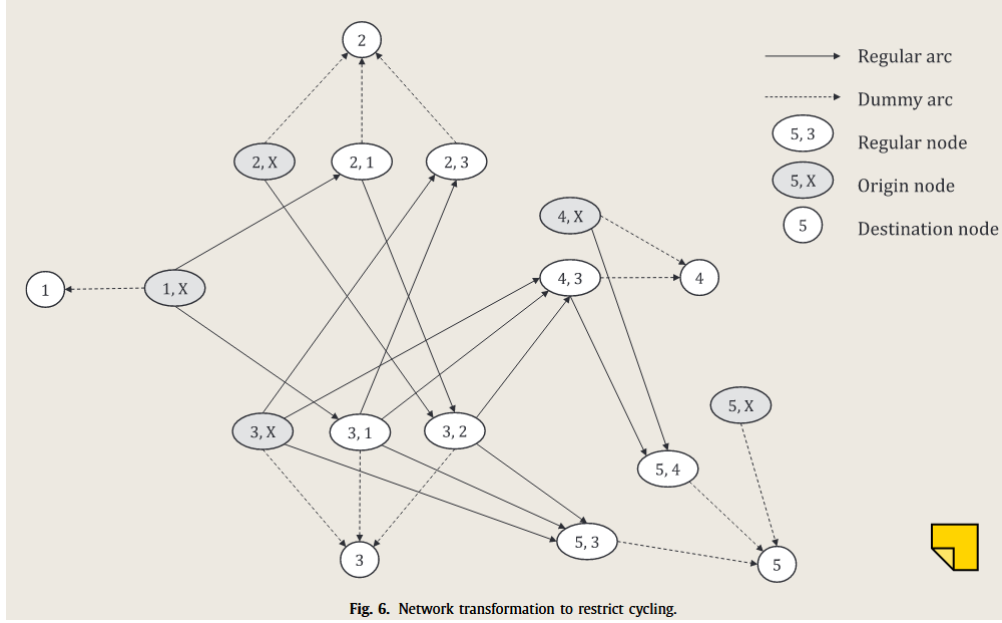 2
Regular arc
Dummy arc
5, 3
Regular node
2, X
2, 1
2, 3
5, X
Origin node
4, X
5
Destination node
1
1, X
4, 3
4
5, X
3, X
3, 1
3, 2
5, 4
5, 3
3
5
Fig. 6. Network transformation to restrict cycling.